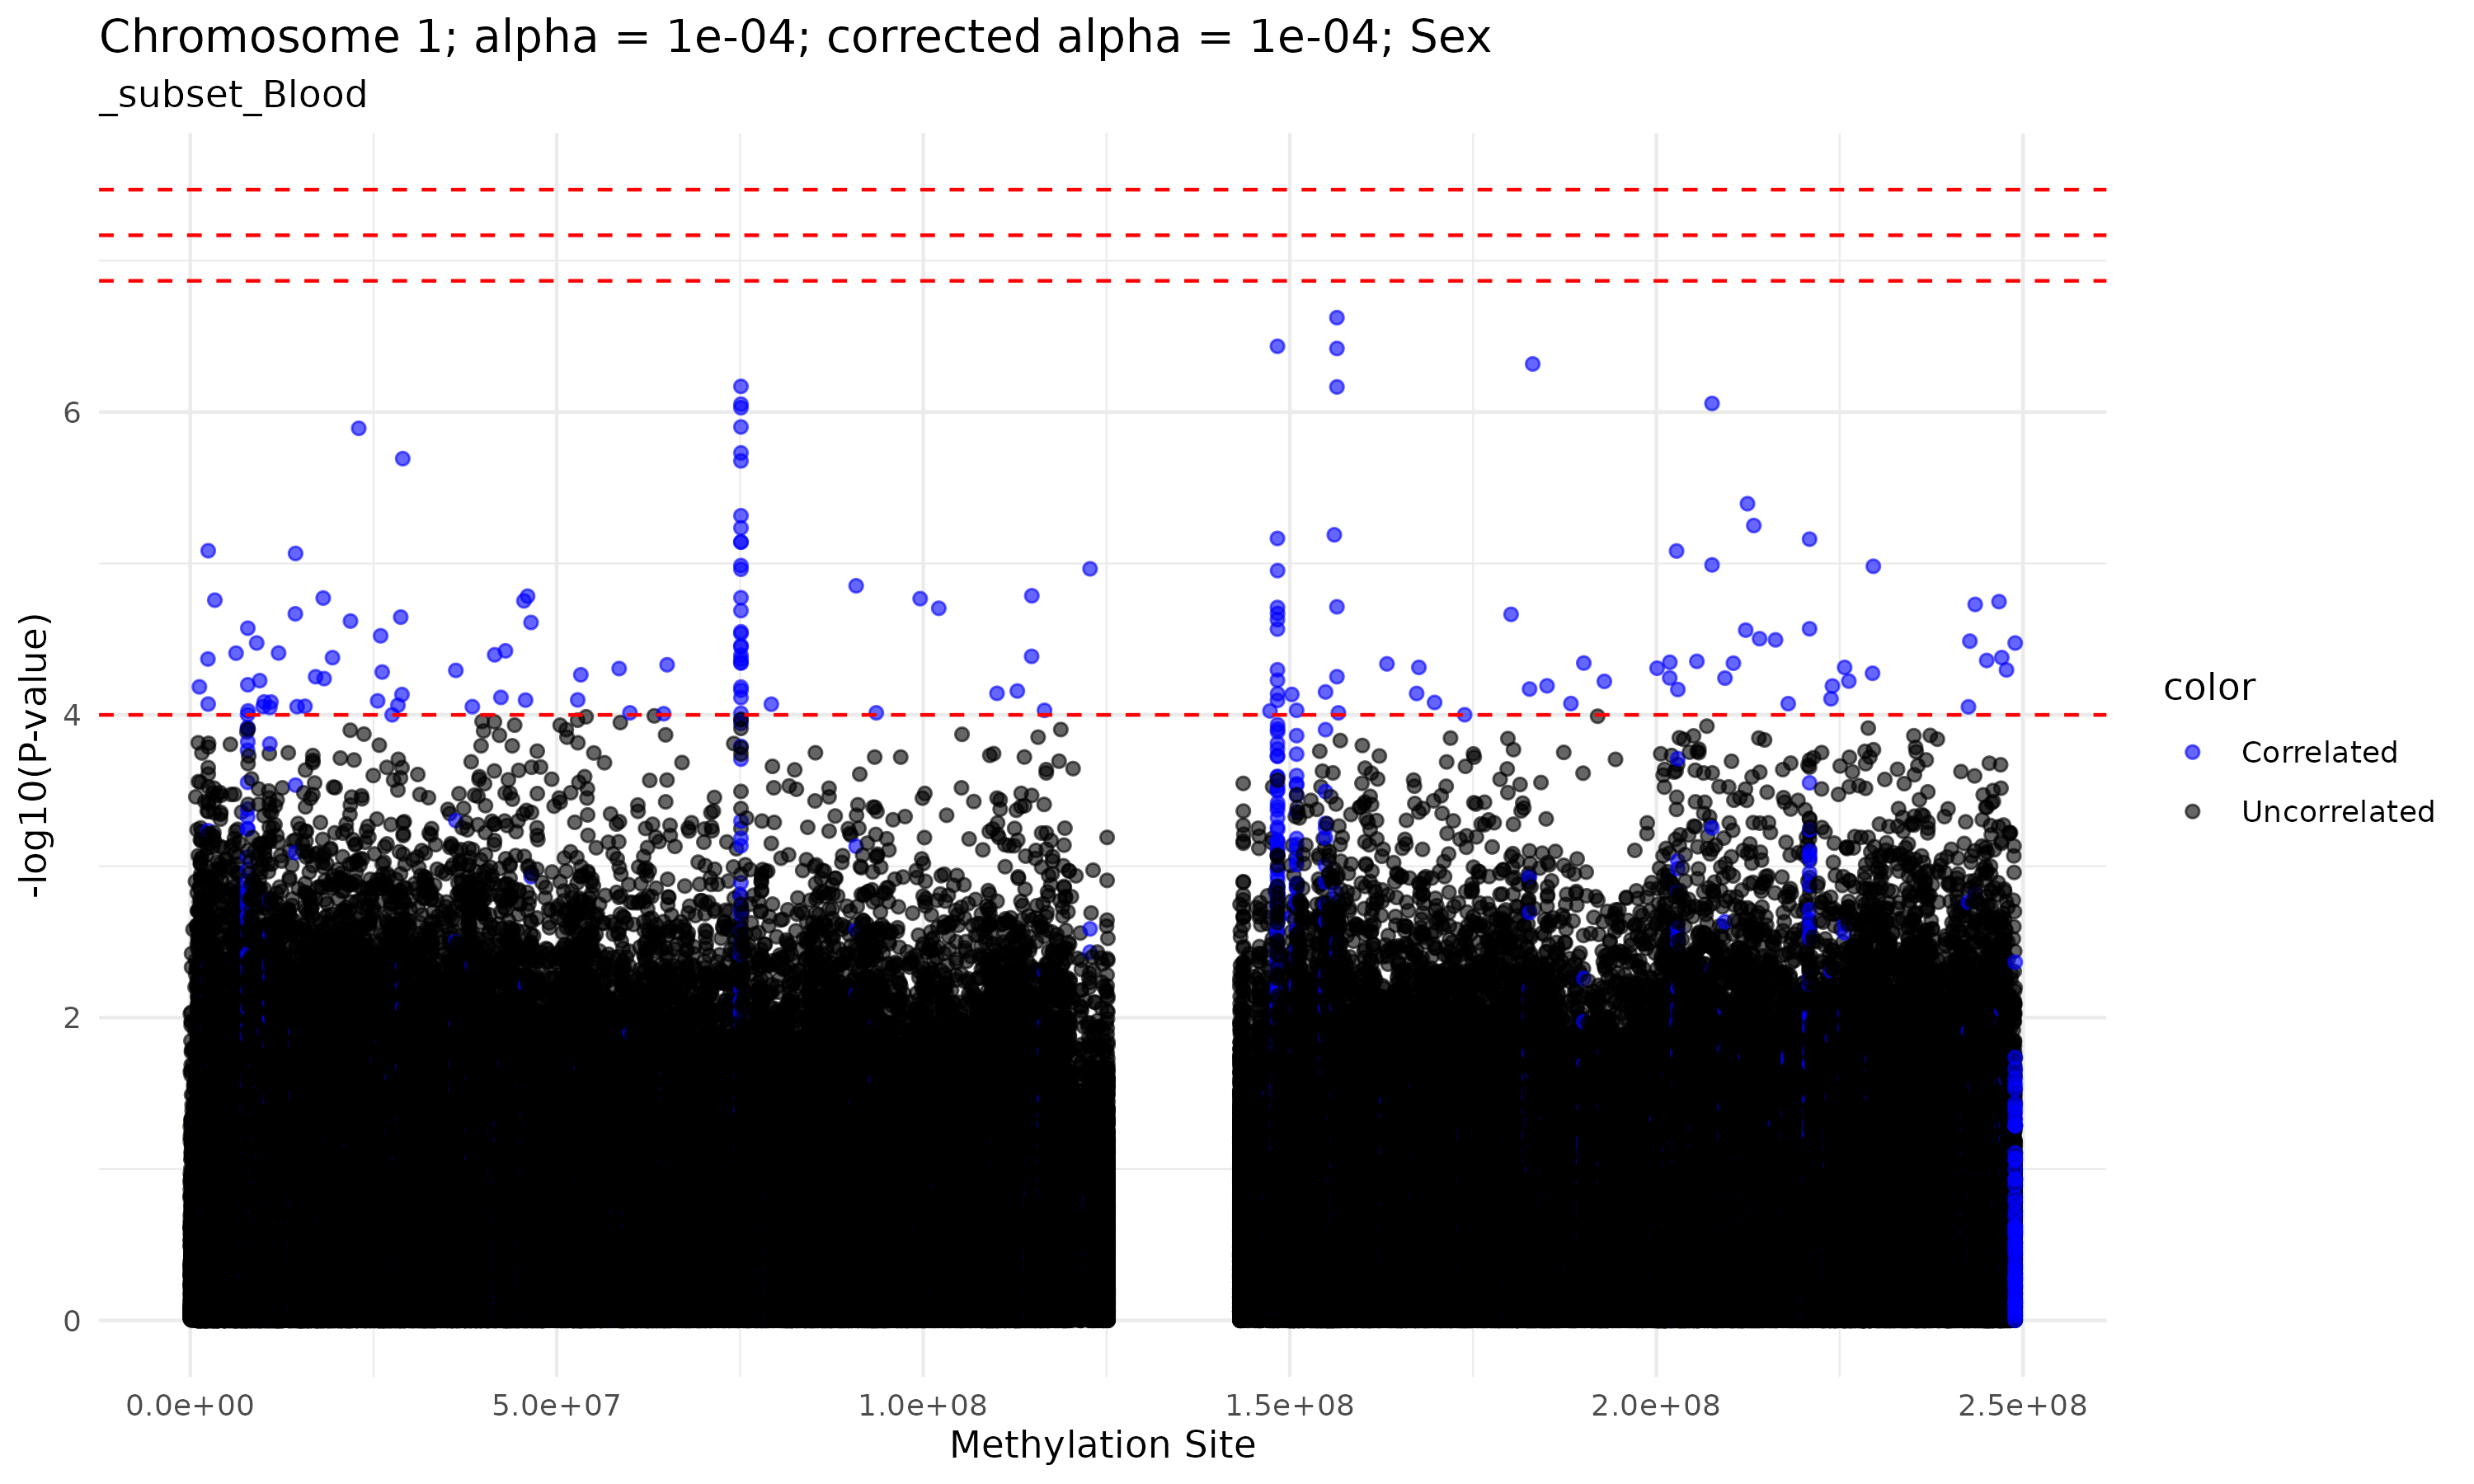 Chromosome 1; alpha = 1e-04; corrected alpha = 1e-04; Sex
_subset_Blood
-log10(P-value)
6
4
2
0
0.0e+00
5.0e+07
1.0e+08
1.5e+08
2.0e+08
2.5e+08
Methylation Site
color
Correlated
Uncorrelated